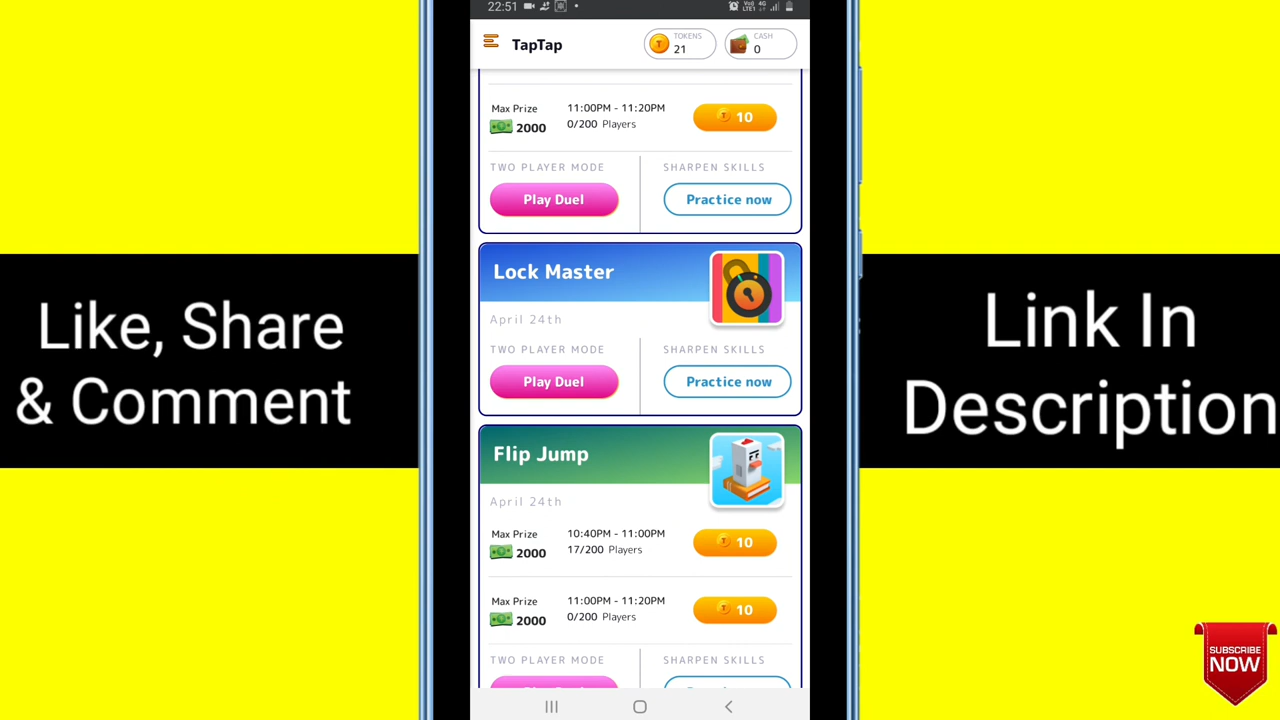 22:51
Vo)) 4G
LTE1
TapTap
TOKENS
21
CASH
0
Max Prize
2000
11:00PM - 11:20PM
0/200 Players
10
TWO PLAYER MODE
SHARPEN SKILLS
Play Duel
Practice now
Lock Master
April 24th
TWO PLAYER MODE
SHARPEN SKILLS
Play Duel
Practice now
Flip Jump
April 24th
Max Prize
2000
10:40PM - 11:00PM
17/200 Players
10
Max Prize
2000
11:00PM - 11:20PM
0/200 Players
10
TWO PLAYER MODE
SHARPEN SKILLS
Like, Share
& Comment
Link In
Description
SUBSCRIBE
NOW